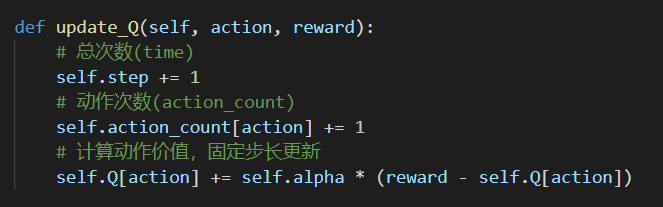 def update_Q(self, action, reward):
    # 总次数(time)
    self.step += 1
    # 动作次数(action_count)
    self.action_count[action] += 1
    # 计算动作价值，固定步长更新
    self.Q[action] += self.alpha * (reward - self.Q[action])